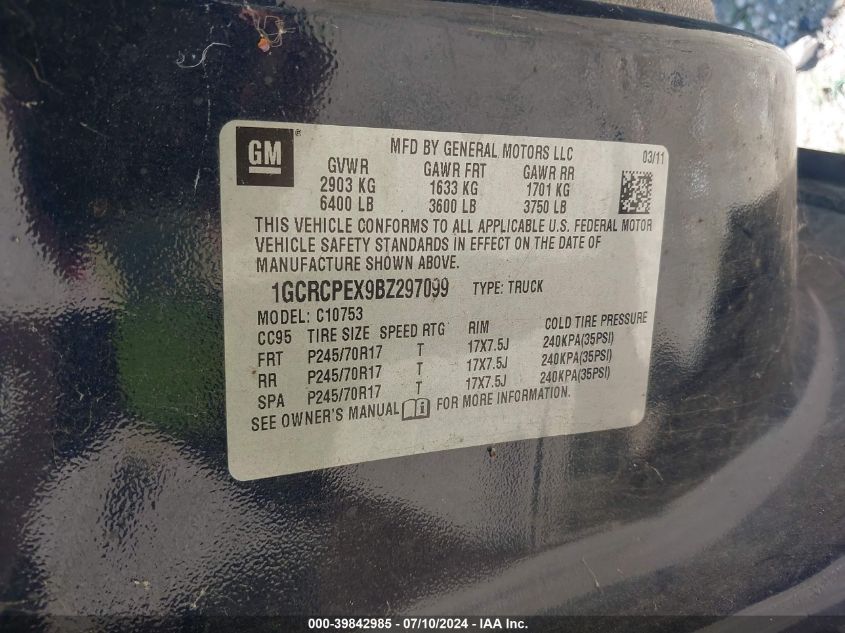 GM ®
MFD BY GENERAL MOTORS LLC 03/11
GVWR GAWR FRT GAWR RR
2903 KG 1633 KG 1701 KG
6400 LB 3600 LB 3750 LB
THIS VEHICLE CONFORMS TO ALL APPLICABLE U.S. FEDERAL MOTOR
VEHICLE SAFETY STANDARDS IN EFFECT ON THE DATE OF
MANUFACTURE SHOWN ABOVE.
1GCRCPEX9BZ297099 TYPE: TRUCK
MODEL: C10753
CC95 TIRE SIZE SPEED RTG RIM COLD TIRE PRESSURE
FRT P245/70R17 T 17X7.5J 240KPA(35PSI)
RR P245/70R17 T 17X7.5J 240KPA(35PSI)
SPA P245/70R17 T 17X7.5J 240KPA(35PSI)
SEE OWNER'S MANUAL i FOR MORE INFORMATION.
000-39842985 - 07/10/2024 - IAA Inc.